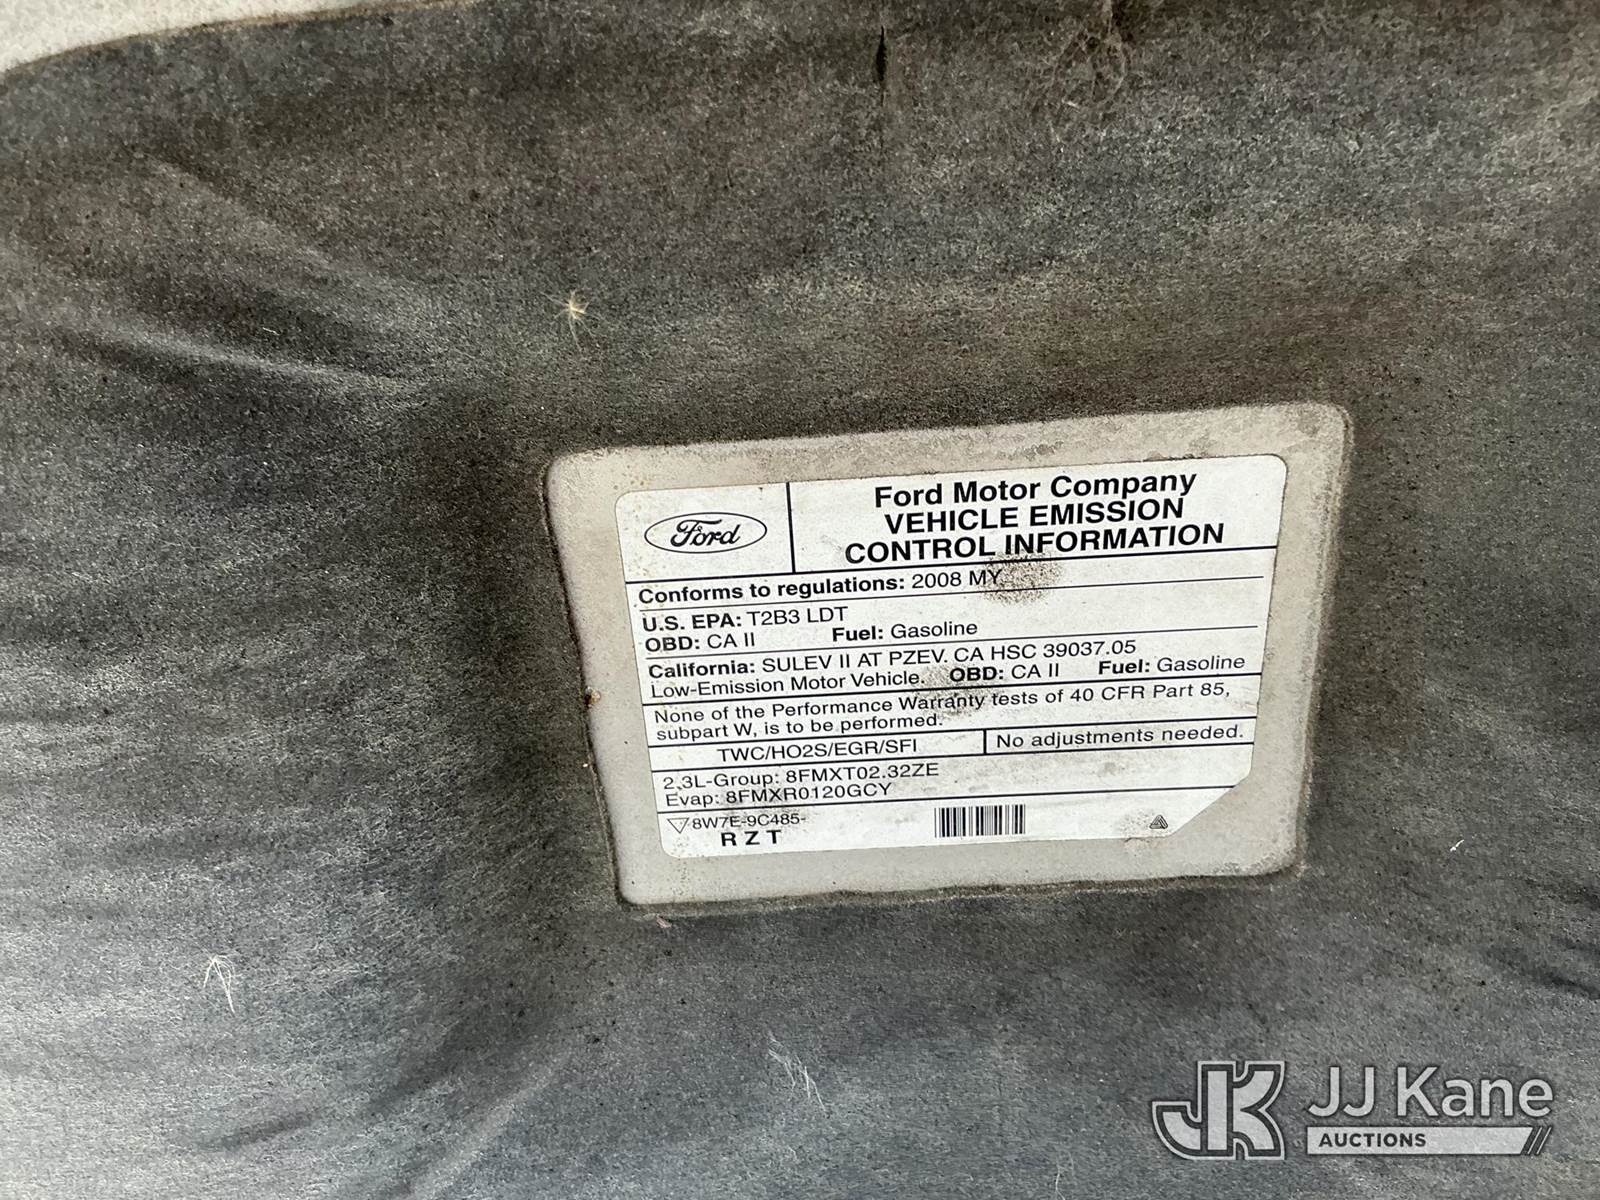 Ford
Ford Motor Company
VEHICLE EMISSION
CONTROL INFORMATION
Conforms to regulations: 2008 MY
U.S. EPA: T2B3 LDT
OBD: CA II Fuel: Gasoline
California: SULEV II AT PZEV. CA HSC 39037.05
Low-Emission Motor Vehicle. OBD: CA II Fuel: Gasoline
None of the Performance Warranty tests of 40 CFR Part 85,
subpart W, is to be performed.
TWC/HO2S/EGR/SFI No adjustments needed.
2.3L-Group: 8FMXT02.32ZE
Evap: 8FMXR0120GCY
8W7E-9C485-
R Z T
JK JJ Kane
AUCTIONS